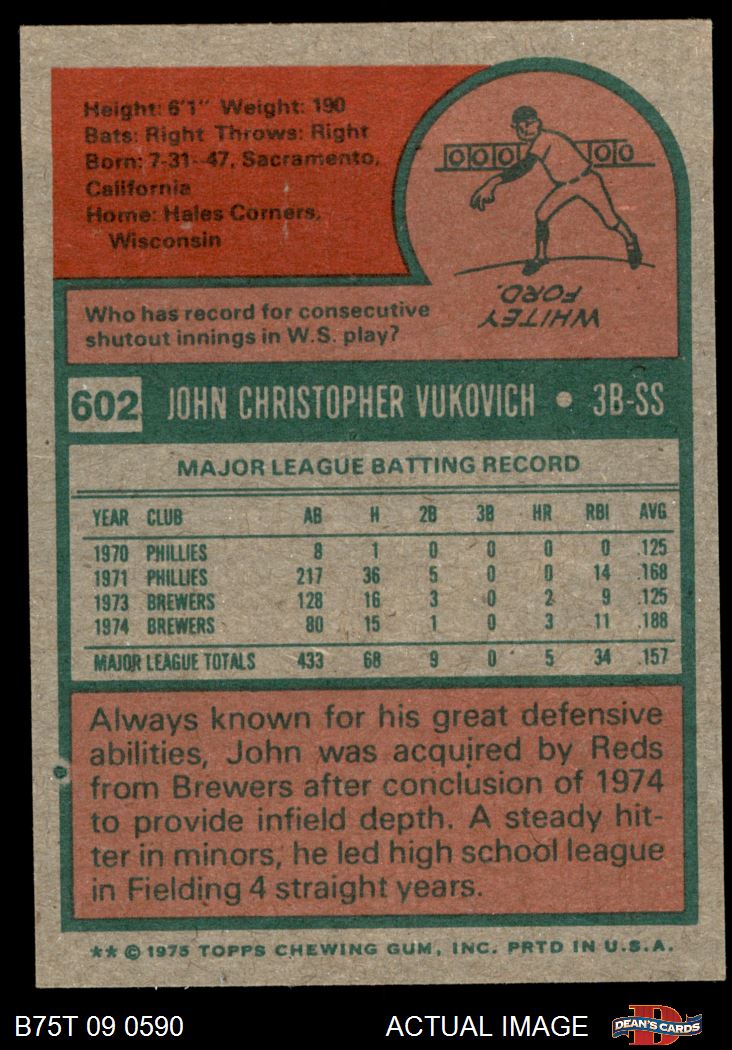 Height: 6'1" Weight: 190
Bats: Right Throws: Right
Born: 7-31-47, Sacramento,
California
Home: Hales Corners,
Wisconsin
WHITEY
FORD.
Who has record for consecutive
shutout innings in W.S. play?
602 JOHN CHRISTOPHER VUKOVICH • 3B-SS
MAJOR LEAGUE BATTING RECORD
YEAR CLUB AB H 2B 3B HR RBI AVG
1970 PHILLIES 8 1 0 0 0 0 .125
1971 PHILLIES 217 36 5 0 0 14 .168
1973 BREWERS 128 16 3 0 2 9 .125
1974 BREWERS 80 15 1 0 3 11 .188
MAJOR LEAGUE TOTALS 433 68 9 0 5 34 .157
Always known for his great defensive
abilities, John was acquired by Reds
from Brewers after conclusion of 1974
to provide infield depth. A steady hit-
ter in minors, he led high school league
in Fielding 4 straight years.
** © 1975 TOPPS CHEWING GUM, INC. PRTD IN U.S.A.
B75T 09 0590 ACTUAL IMAGE
D
DEAN'S CARDS